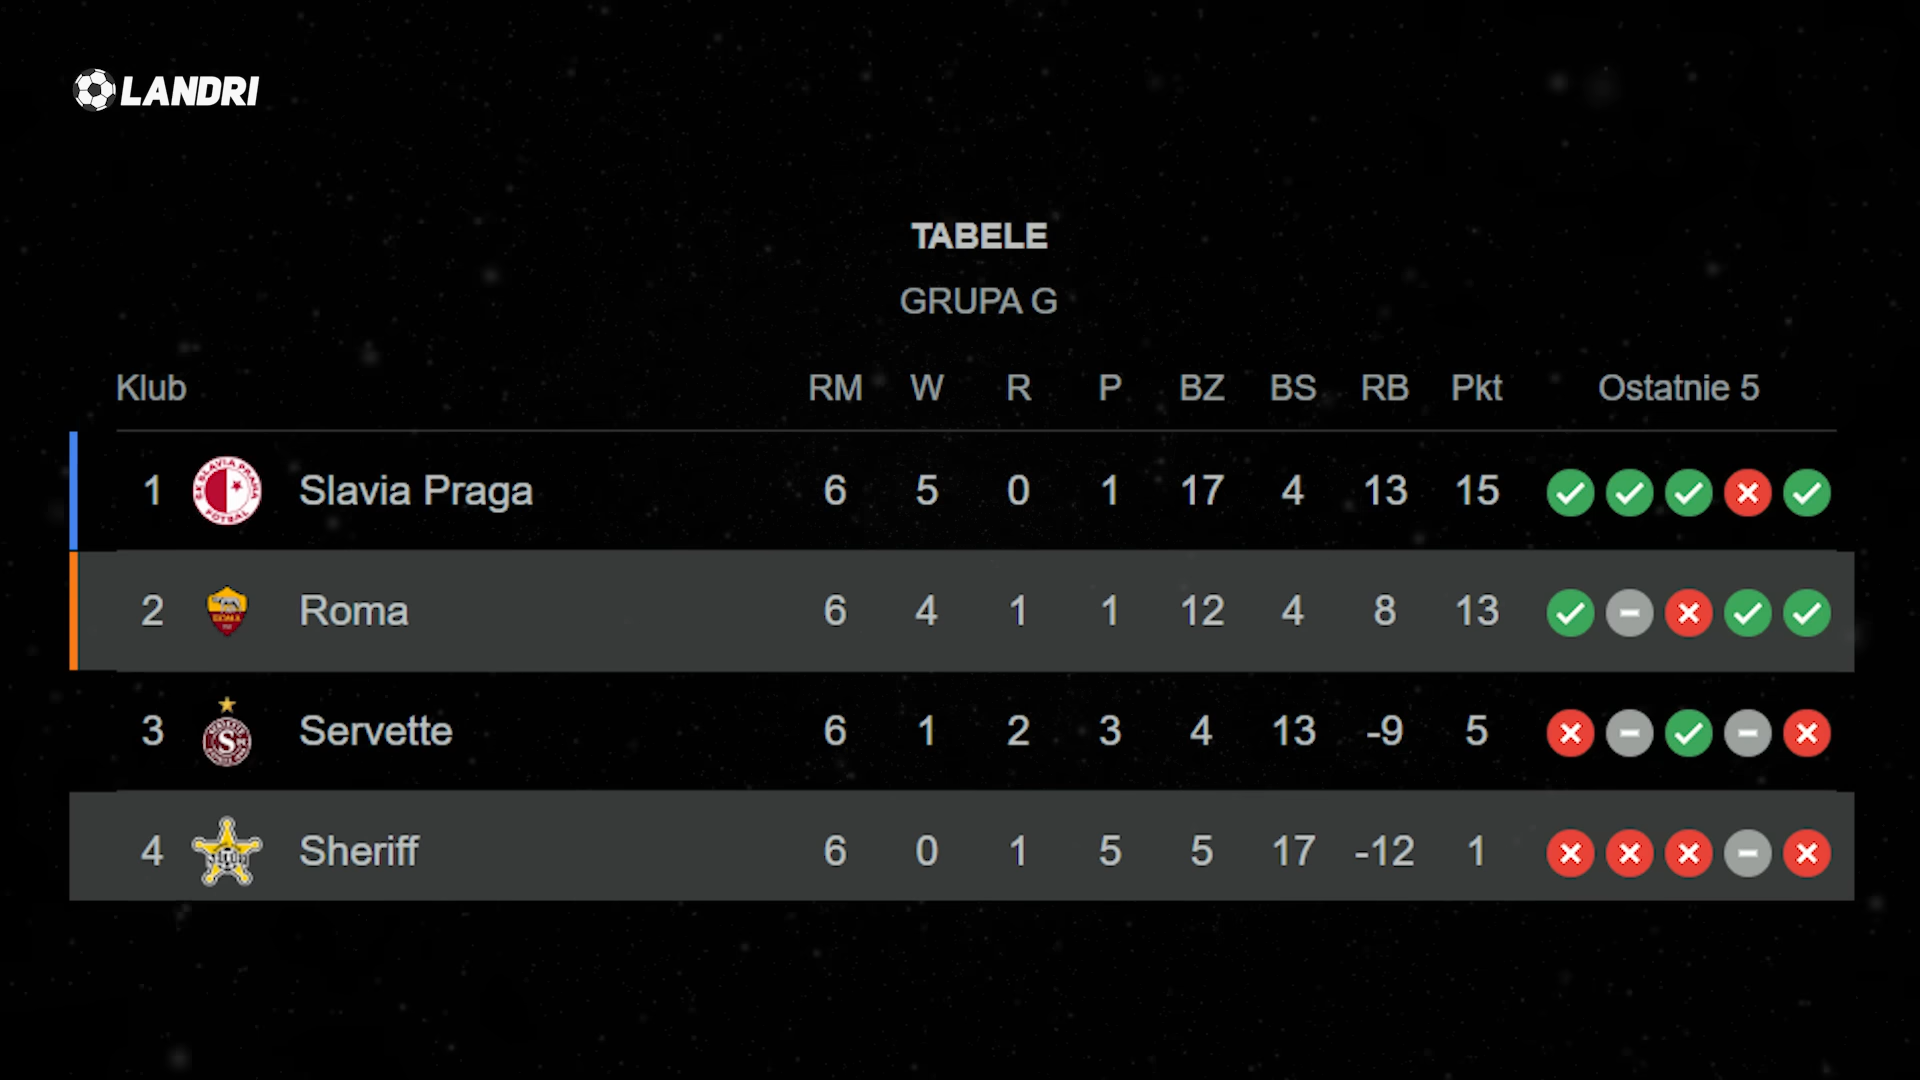 LANDRI
TABELE
GRUPA G
Klub RM W R P BZ BS RB Pkt Ostatnie 5
1 Slavia Praga 6 5 0 1 17 4 13 15
2 Roma 6 4 1 1 12 4 8 13
3 Servette 6 1 2 3 4 13 -9 5
4 Sheriff 6 0 1 5 5 17 -12 1